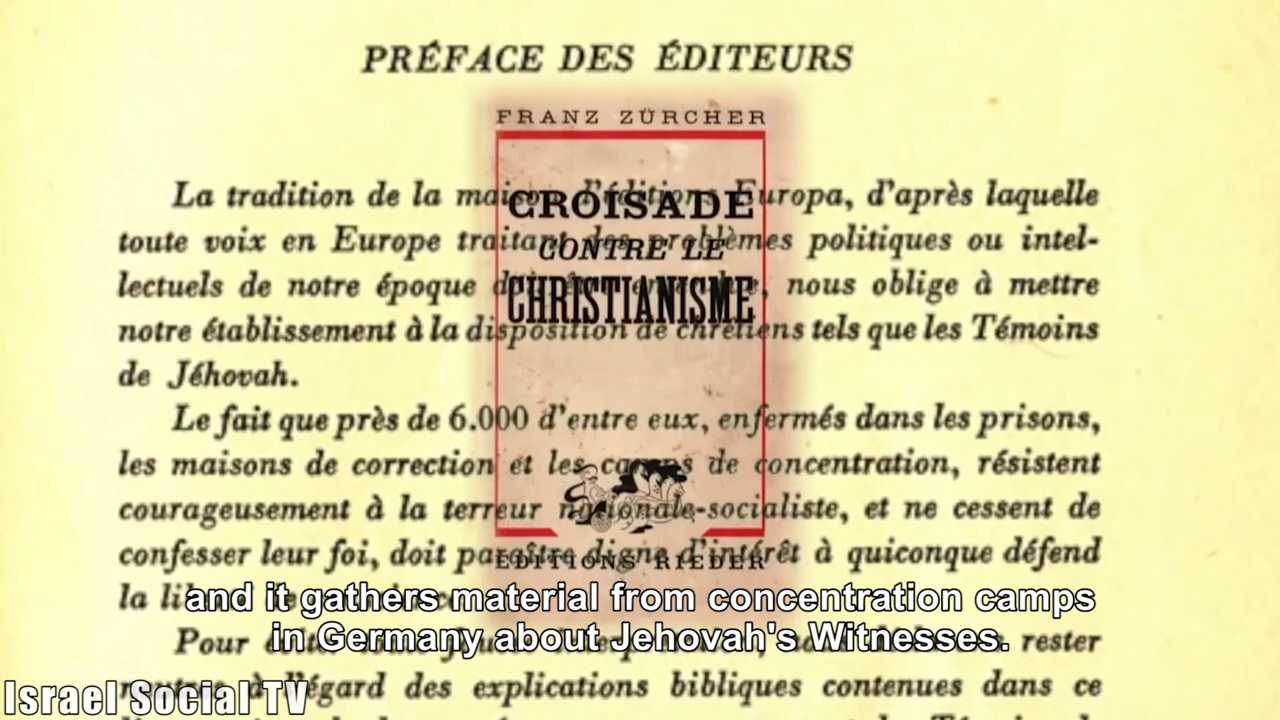 PRÉFACE DES ÉDITEURS
FRANZ ZÜRCHER
CROISADE
CONTRE LE
CHRISTIANISME
EDITIONS RIEDER
La tradition de la maison d'éditions Europa, d'après laquelle
toute voix en Europe traitant des problèmes politiques ou intel-
lectuels de notre époque doit être entendue, nous oblige à mettre
notre établissement à la disposition de chrétiens tels que les Témoins
de Jéhovah.
Le fait que près de 6.000 d'entre eux, enfermés dans les prisons,
les maisons de correction et les camps de concentration, résistent
courageusement à la terreur nationale-socialiste, et ne cessent de
confesser leur foi, doit paraître digne d'intérêt à quiconque défend
la
Pour rester
à l'égard des explications bibliques contenues dans ce
and it gathers material from concentration camps
in Germany about Jehovah's Witnesses.
Israel Social TV